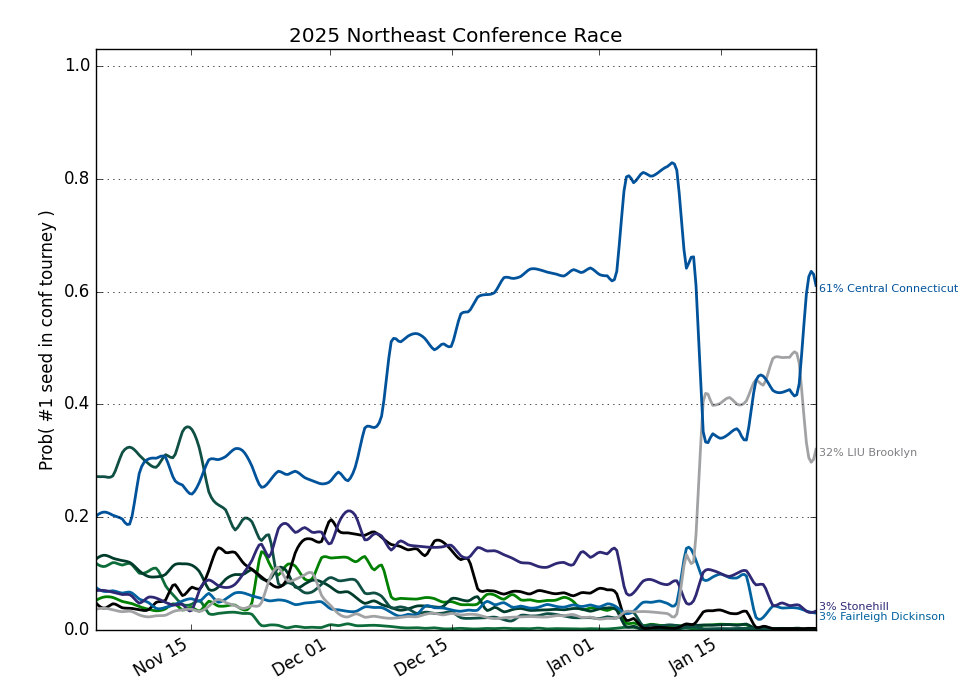 2025 Northeast Conference Race
Prob( #1 seed in conf tourney )
1.0
0.8
0.6
0.4
0.2
0.0
61% Central Connecticut
32% LIU Brooklyn
3% Stonehill
3% Fairleigh Dickinson
Nov 15
Dec 01
Dec 15
Jan 01
Jan 15